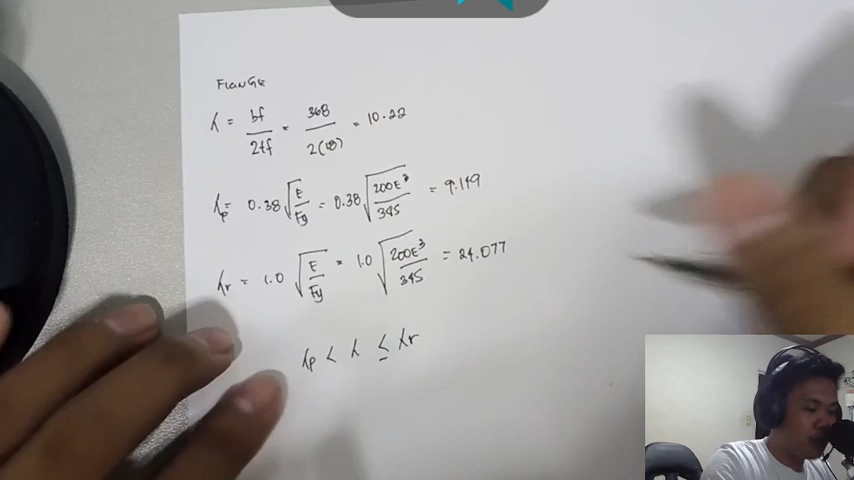 Flange
λ = bf / 2tf = 368 / 2(18) = 10.22
λp = 0.38 √(E / Fy) = 0.38 √(200E³ / 345) = 9.149
λr = 1.0 √(E / Fy) = 1.0 √(200E³ / 345) = 24.077
λp < λ ≤ λr